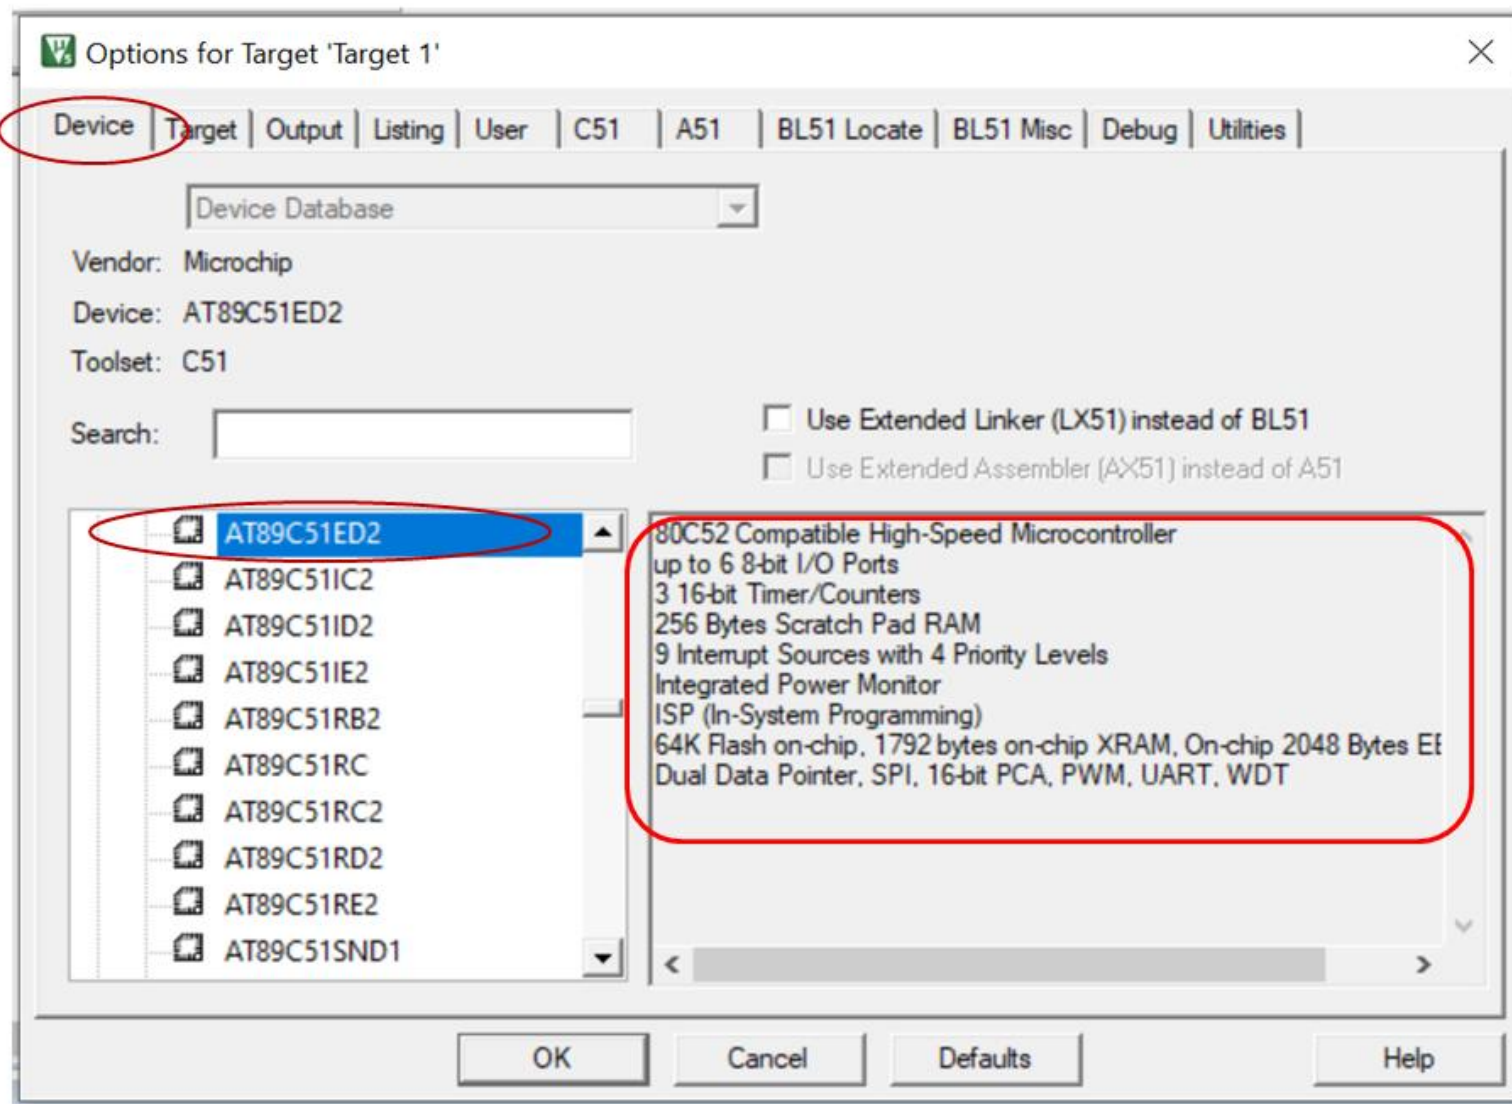 Options for Target 'Target 1'
Device Target Output Listing User C51 A51 BL51 Locate BL51 Misc Debug Utilities
Device Database
Vendor: Microchip
Device: AT89C51ED2
Toolset: C51
Search:
Use Extended Linker (LX51) instead of BL51
Use Extended Assembler (AX51) instead of A51
AT89C51ED2
AT89C51IC2
AT89C51ID2
AT89C51IE2
AT89C51RB2
AT89C51RC
AT89C51RC2
AT89C51RD2
AT89C51RE2
AT89C51SND1
80C52 Compatible High-Speed Microcontroller
up to 6 8-bit I/O Ports
3 16-bit Timer/Counters
256 Bytes Scratch Pad RAM
9 Interrupt Sources with 4 Priority Levels
Integrated Power Monitor
ISP (In-System Programming)
64K Flash on-chip, 1792 bytes on-chip XRAM, On-chip 2048 Bytes
Dual Data Pointer, SPI, 16-bit PCA, PWM, UART, WDT
OK Cancel Defaults Help